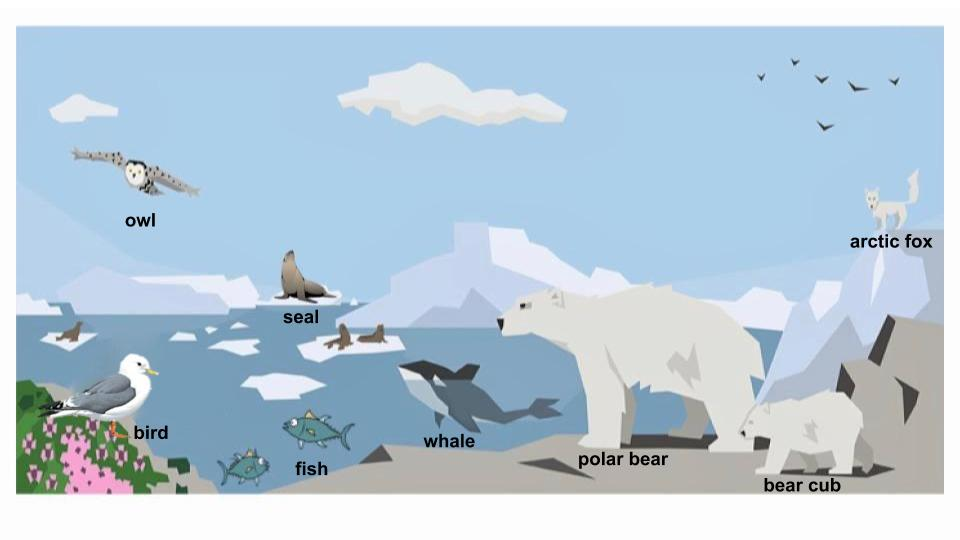 owl
arctic fox
seal
bird
whale
fish
polar bear
bear cub